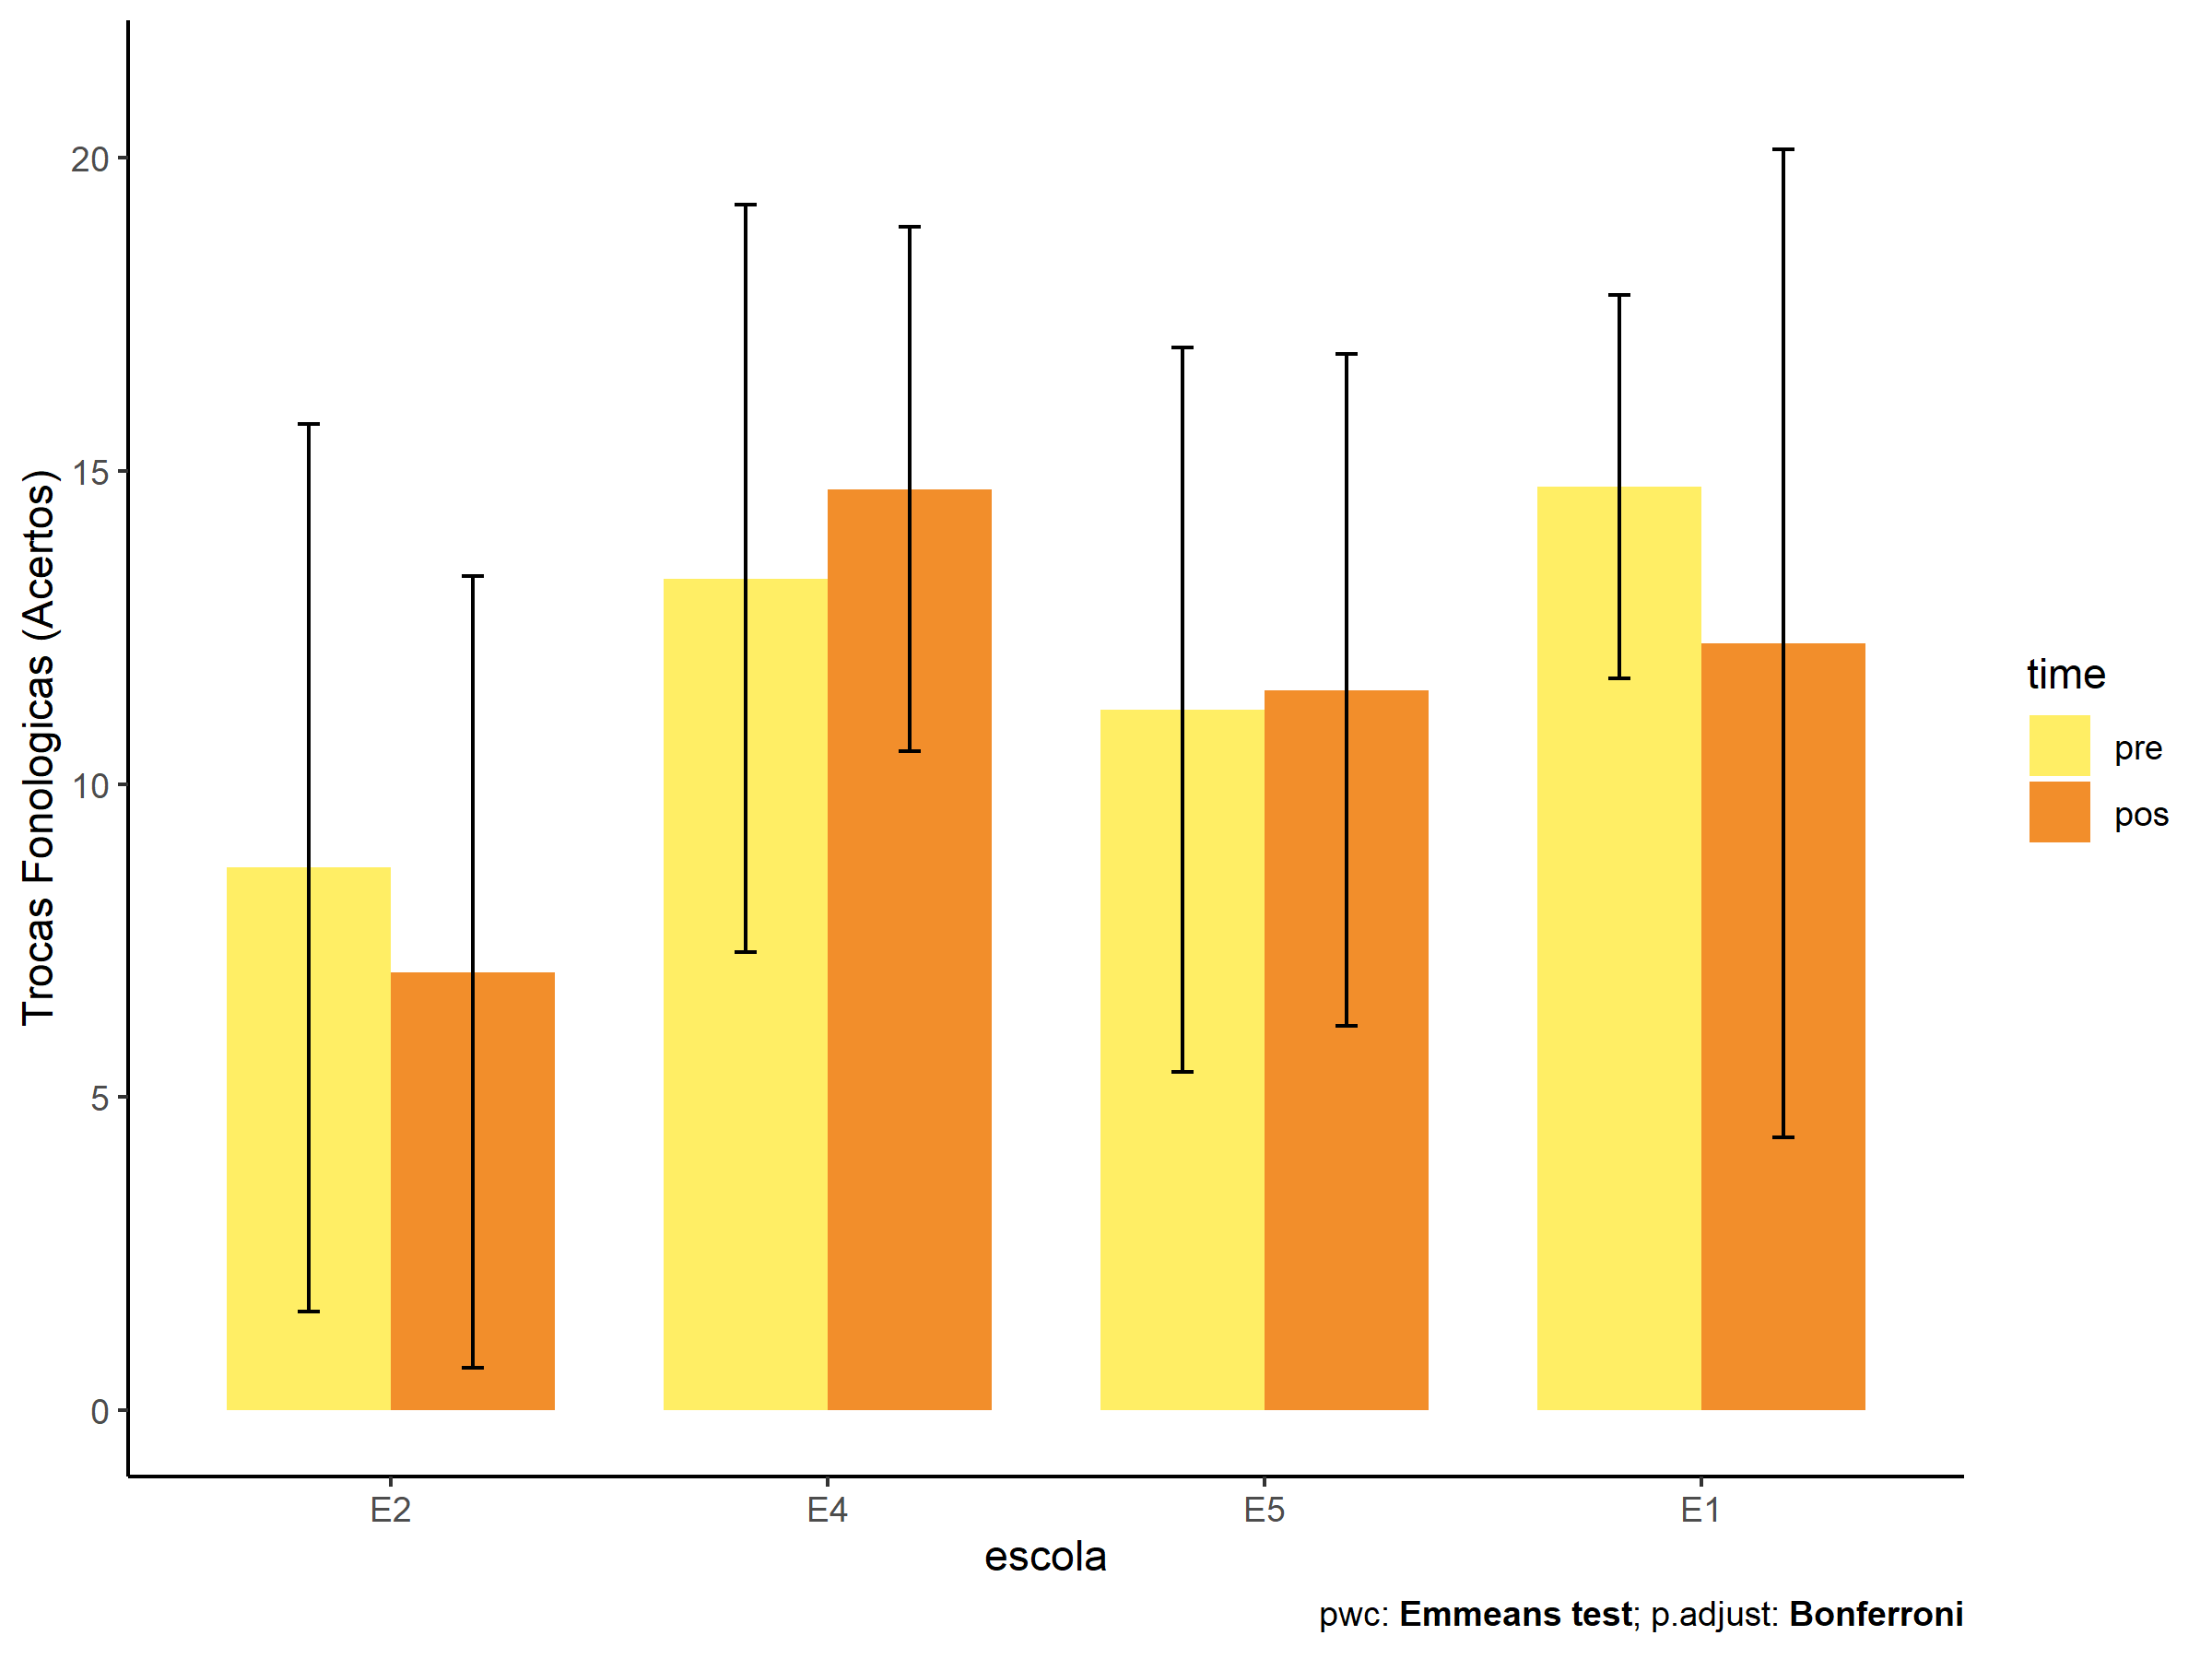 Trocas Fonologicas (Acertos)
20
15
10
5
0
E2
E4
E5
E1
escola
time
pre
pos
pwc: Emmeans test; p.adjust: Bonferroni